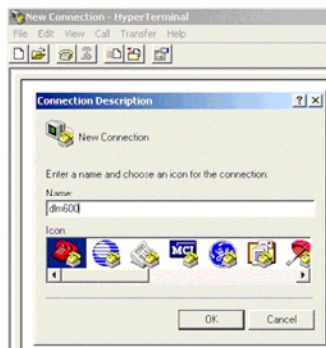 New Connection - HyperTerminal
File Edit View Call Transfer Help
Connection Description
New Connection
Enter a name and choose an icon for the connection:
Name:
dlm600
Icon:
MCI
OK Cancel